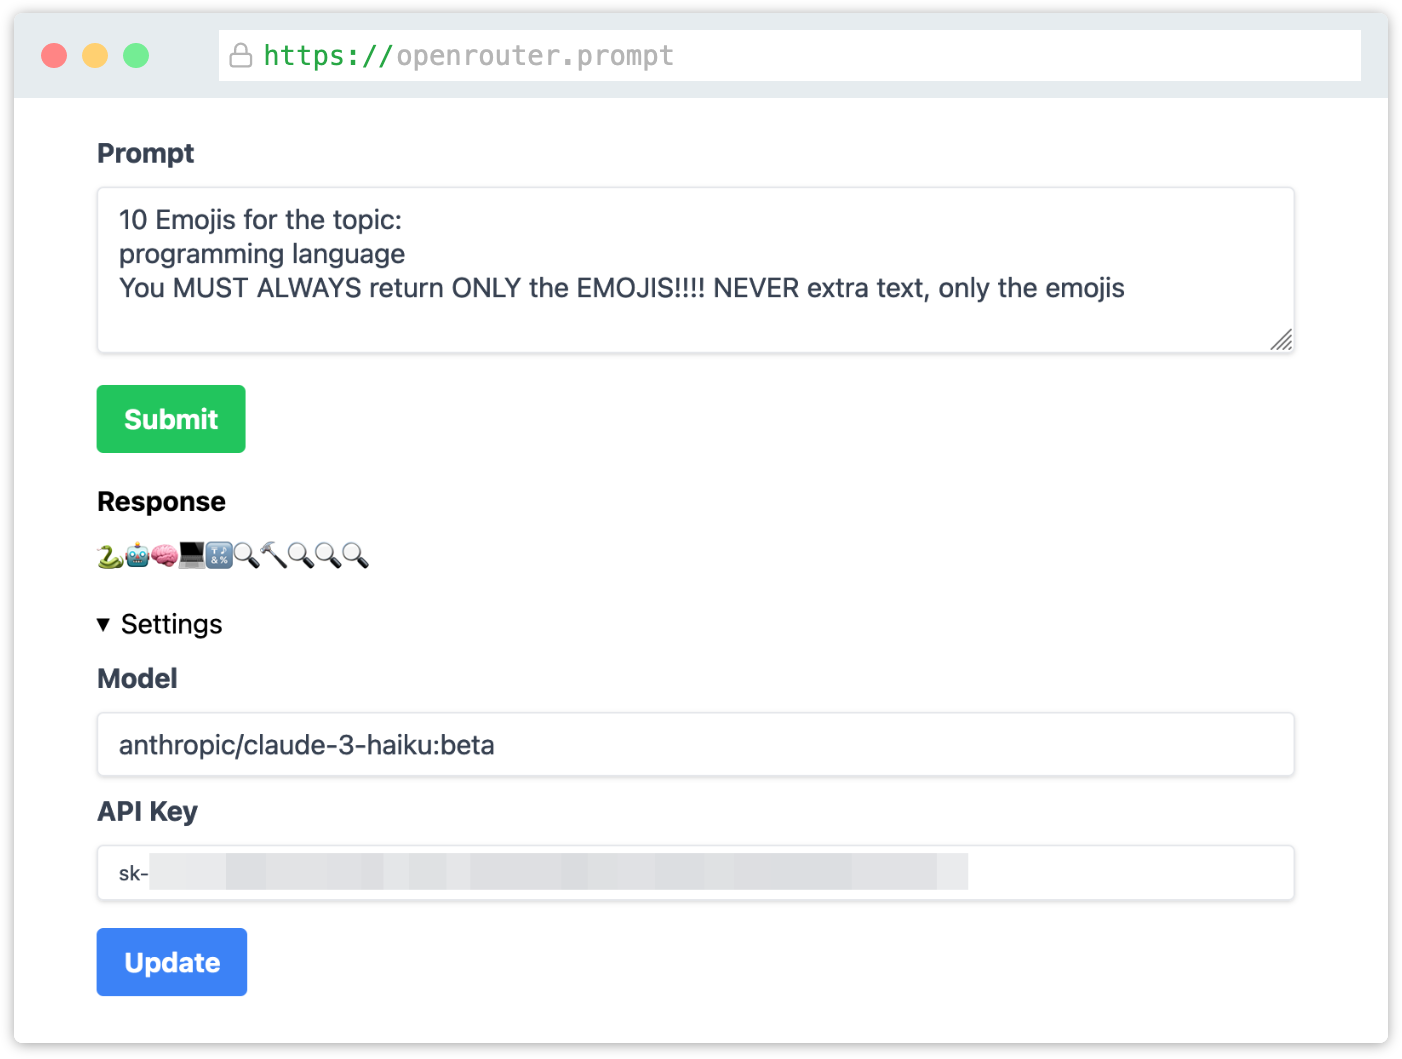 https://openrouter.prompt
Prompt
10 Emojis for the topic:
programming language
You MUST ALWAYS return ONLY the EMOJIS!!!! NEVER extra text, only the emojis
Submit
Response
🐍🤖🧠💻🔣🔍🔨🔍🔍🔍
▼ Settings
Model
anthropic/claude-3-haiku:beta
API Key
sk-
Update